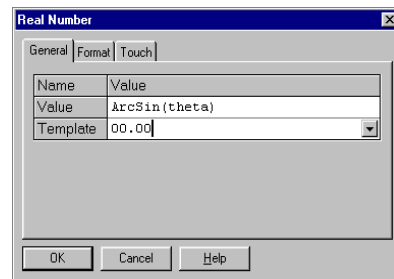 Real Number
General Format Touch
Name Value
Value ArcSin(theta)
Template 00.00
OK Cancel Help